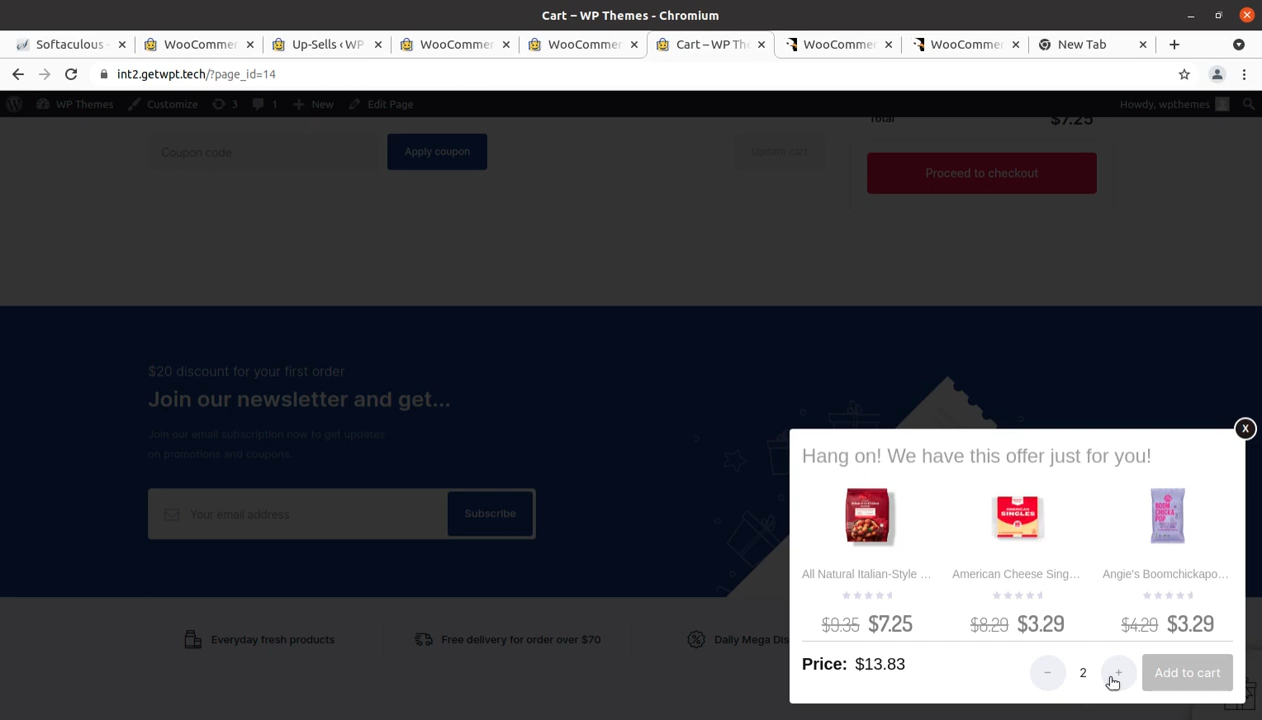 Cart – WP Themes - Chromium
Softaculous - WooCommer Up-Sells ‹ WP WooCommer WooCommer Cart – WP Th WooCommer WooCommer New Tab
int2.getwpt.tech/?page_id=14
WP Themes Customize 3 1 New Edit Page Howdy, wpthemes
Total $7.25
Coupon code Apply coupon Update cart
Proceed to checkout
$20 discount for your first order
Join our newsletter and get...
Join our email subscription now to get updates
on promotions and coupons.
Your email address Subscribe
Everyday fresh products Free delivery for order over $70 Daily Mega Dis
X
Hang on! We have this offer just for you!
SINGLES
BOOM
CHICKA
POP
All Natural Italian-Style ... American Cheese Sing... Angie's Boomchickapo...
$9.35 $7.25 $8.29 $3.29 $4.29 $3.29
Price: $13.83 − 2 + Add to cart